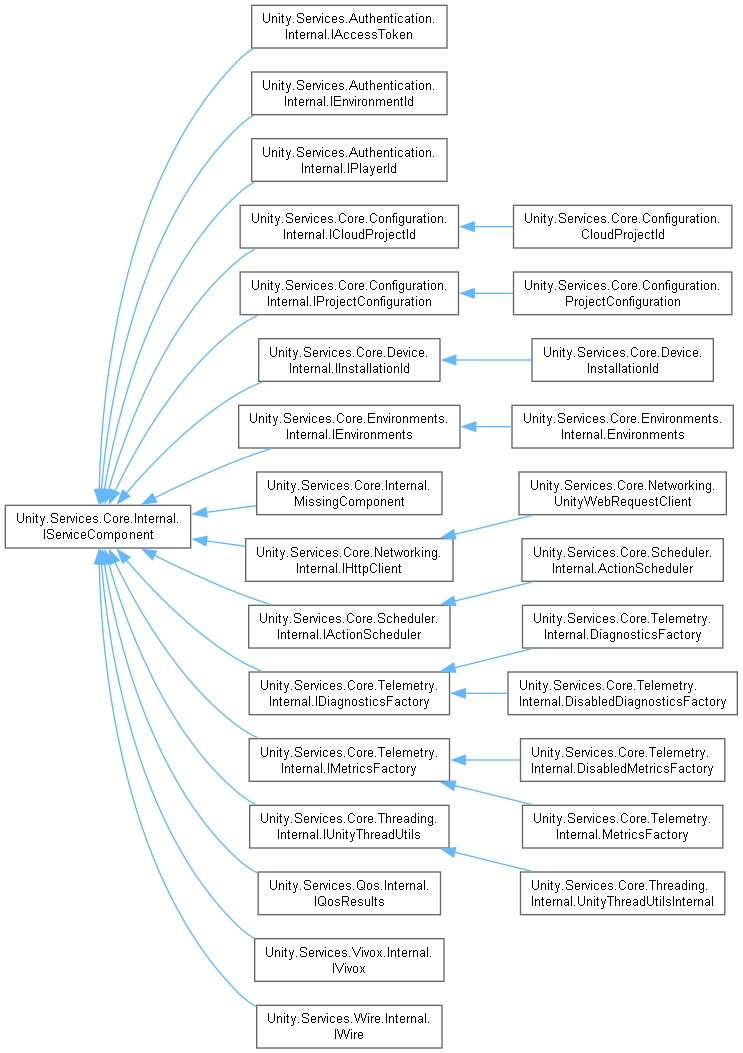 Unity.Services.Authentication.
Internal.IAccessToken
Unity.Services.Authentication.
Internal.IEnvironmentId
Unity.Services.Authentication.
Internal.IPlayerId
Unity.Services.Core.Configuration.
Internal.ICloudProjectId
Unity.Services.Core.Configuration.
CloudProjectId
Unity.Services.Core.Configuration.
Internal.IProjectConfiguration
Unity.Services.Core.Configuration.
ProjectConfiguration
Unity.Services.Core.Device.
Internal.IInstallationId
Unity.Services.Core.Device.
InstallationId
Unity.Services.Core.Environments.
Internal.IEnvironments
Unity.Services.Core.Environments.
Internal.Environments
Unity.Services.Core.Internal.
MissingComponent
Unity.Services.Core.Networking.
UnityWebRequestClient
Unity.Services.Core.Internal.
IServiceComponent
Unity.Services.Core.Networking.
Internal.IHttpClient
Unity.Services.Core.Scheduler.
Internal.ActionScheduler
Unity.Services.Core.Scheduler.
Internal.IActionScheduler
Unity.Services.Core.Telemetry.
Internal.DiagnosticsFactory
Unity.Services.Core.Telemetry.
Internal.IDiagnosticsFactory
Unity.Services.Core.Telemetry.
Internal.DisabledDiagnosticsFactory
Unity.Services.Core.Telemetry.
Internal.IMetricsFactory
Unity.Services.Core.Telemetry.
Internal.DisabledMetricsFactory
Unity.Services.Core.Threading.
Internal.IUnityThreadUtils
Unity.Services.Core.Telemetry.
Internal.MetricsFactory
Unity.Services.Qos.Internal.
IQosResults
Unity.Services.Core.Threading.
Internal.UnityThreadUtilsInternal
Unity.Services.Vivox.Internal.
IVivox
Unity.Services.Wire.Internal.
IWire